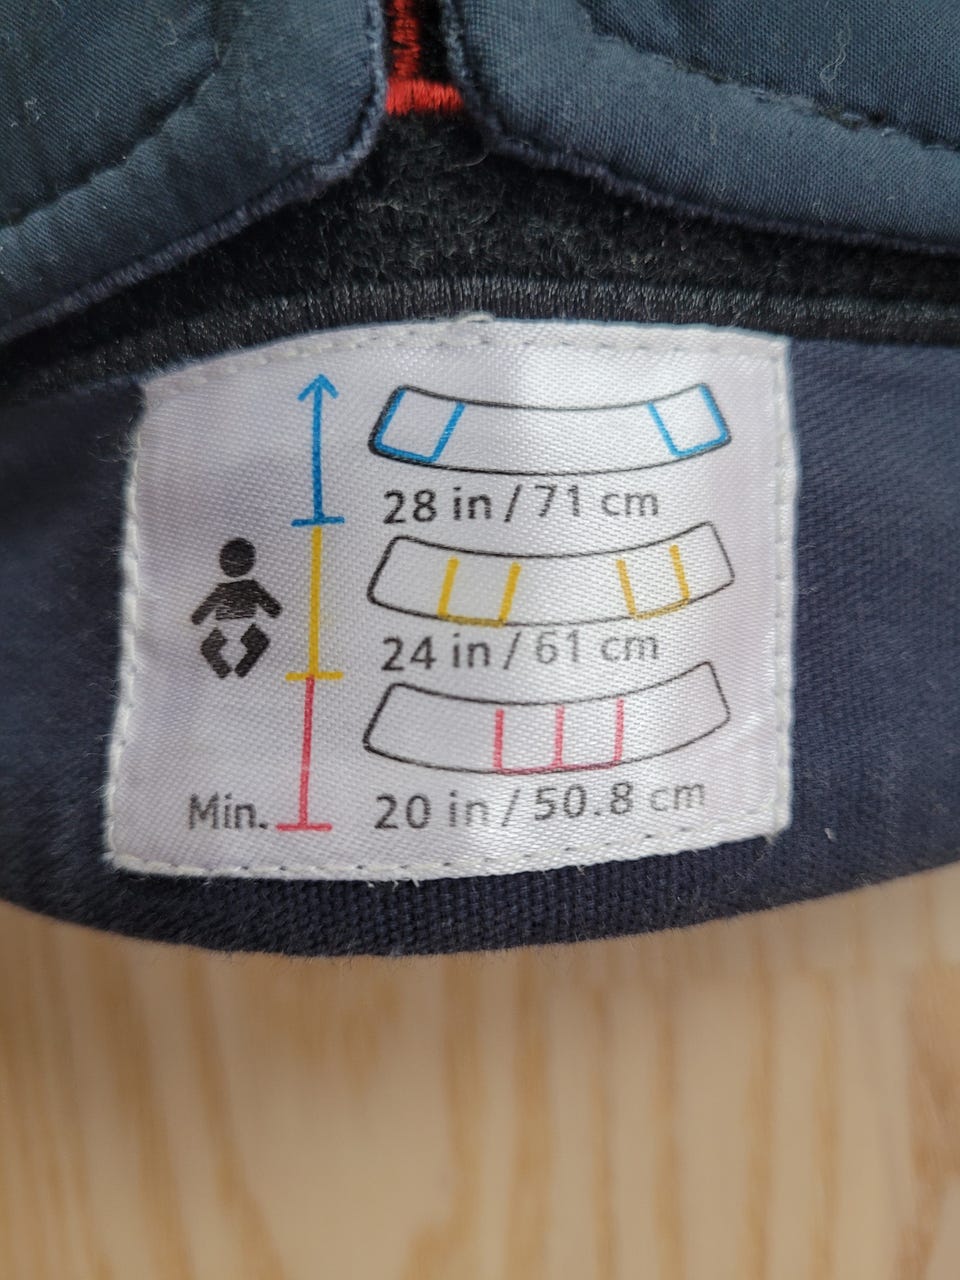 28 in / 71 cm
24 in / 61 cm
Min. 20 in / 50.8 cm